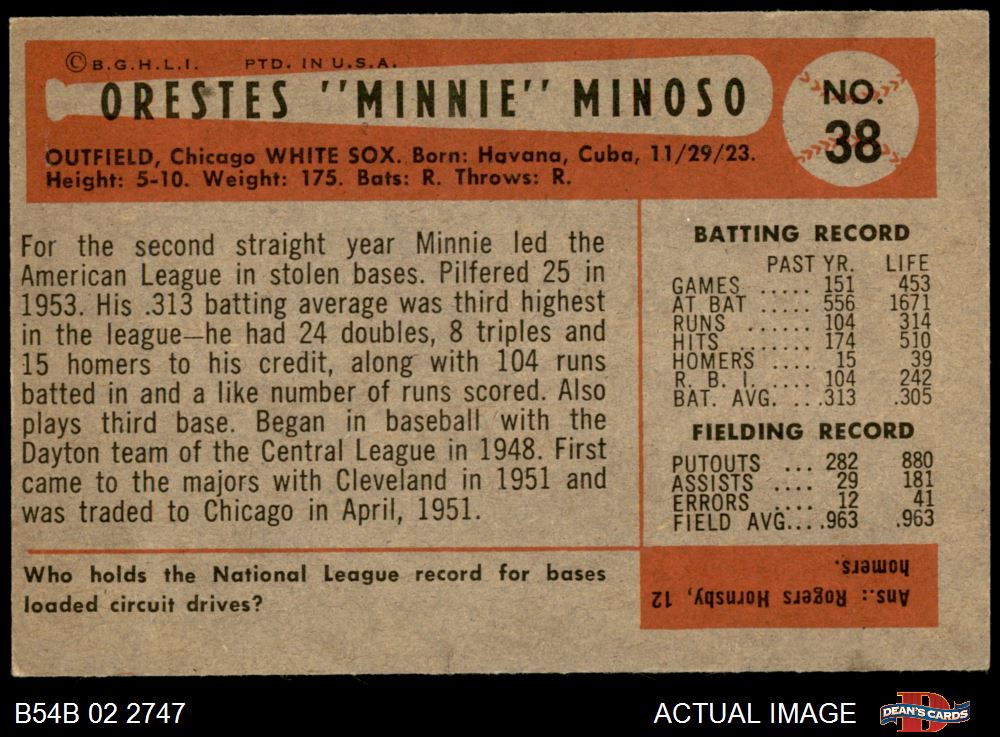 ©B.G.H.L.I. PTD. IN U.S.A.
ORESTES "MINNIE" MINOSO
NO.
38
OUTFIELD, Chicago WHITE SOX. Born: Havana, Cuba, 11/29/23.
Height: 5-10. Weight: 175. Bats: R. Throws: R.
For the second straight year Minnie led the
American League in stolen bases. Pilfered 25 in
1953. His .313 batting average was third highest
in the league—he had 24 doubles, 8 triples and
15 homers to his credit, along with 104 runs
batted in and a like number of runs scored. Also
plays third base. Began in baseball with the
Dayton team of the Central League in 1948. First
came to the majors with Cleveland in 1951 and
was traded to Chicago in April, 1951.
BATTING RECORD
PAST YR. LIFE
GAMES ..... 151 453
AT BAT ..... 556 1671
RUNS ...... 104 314
HITS ........ 174 510
HOMERS .... 15 39
R. B. I. ..... 104 242
BAT. AVG. ...313 .305
FIELDING RECORD
PUTOUTS ... 282 880
ASSISTS .... 29 181
ERRORS ..... 12 41
FIELD AVG.....963 .963
Who holds the National League record for bases
loaded circuit drives?
Ans.: Rogers Hornsby, 12
homers.
B54B 02 2747
ACTUAL IMAGE
DEAN'S CARDS